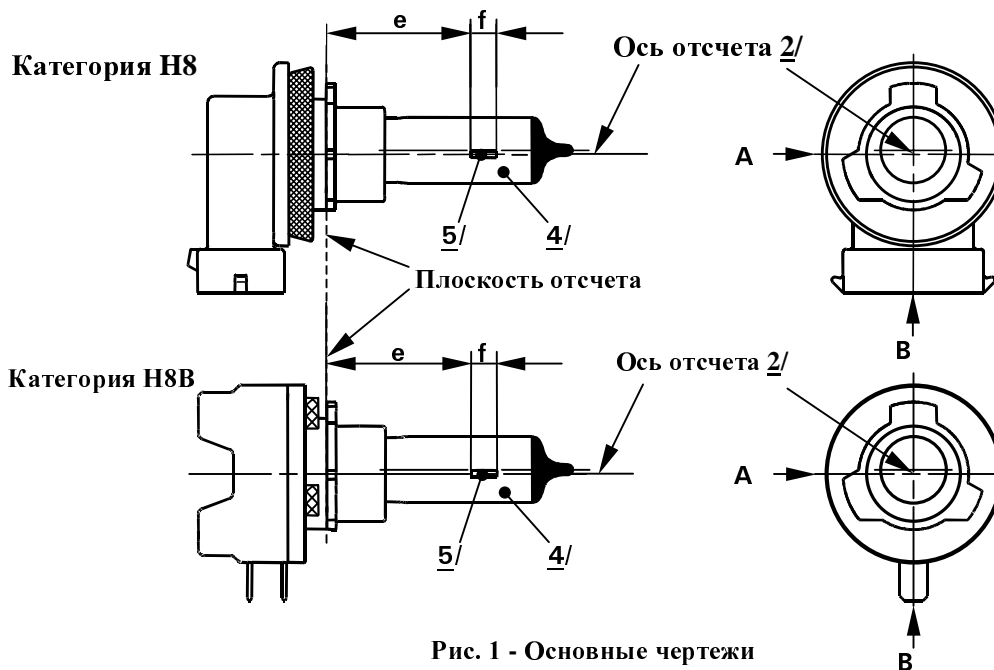 e f
Ось отсчета 2/
Категория H8
A
5/ 4/
Плоскость отсчета
B
e f
Ось отсчета 2/
Категория H8B
A
5/ 4/
B
Рис. 1 - Основные чертежи